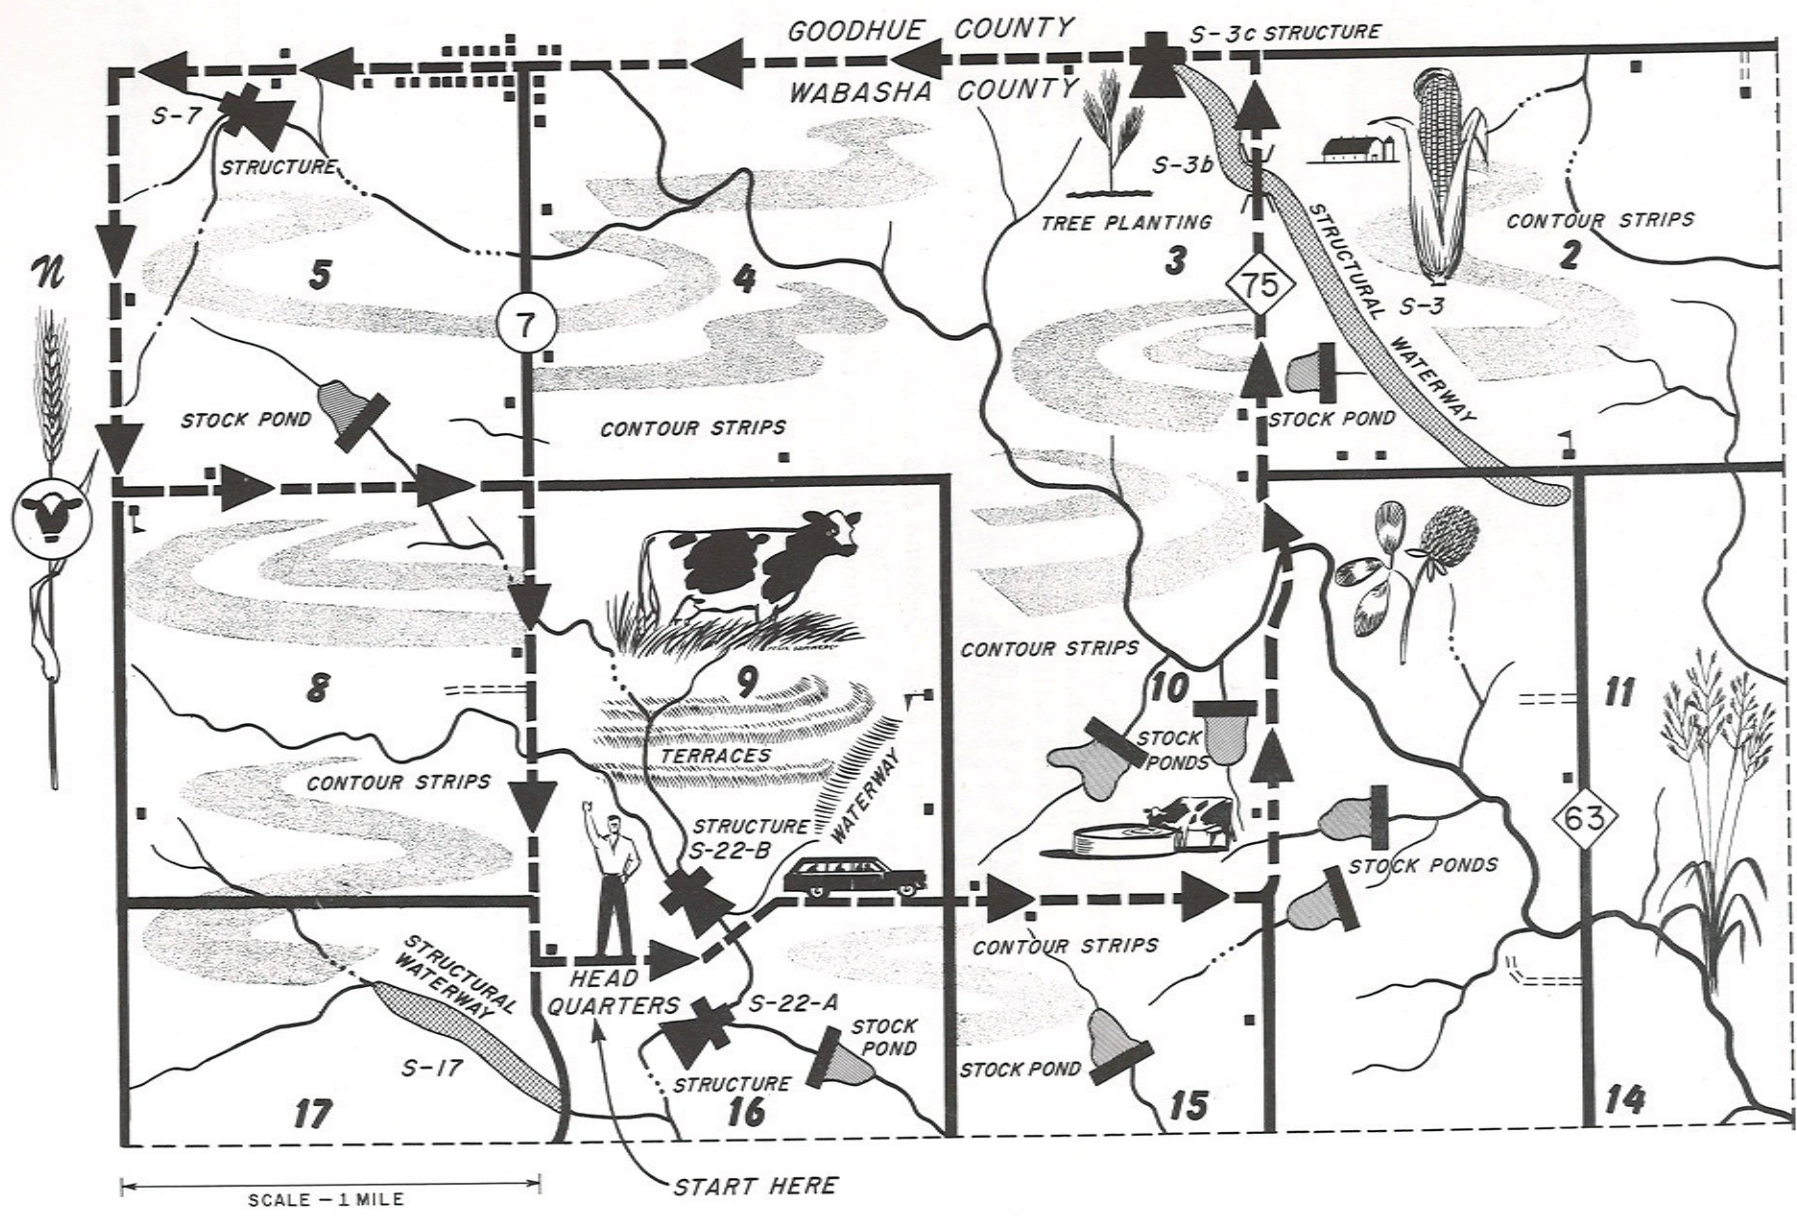 GOODHUE COUNTY
S-3c STRUCTURE
WABASHA COUNTY
S-7
STRUCTURE
S-3b
TREE PLANTING
STRUCTURAL WATERWAY
CONTOUR STRIPS
N
5
4
3
2
75
S-3
7
STOCK POND
CONTOUR STRIPS
STOCK POND
CONTOUR STRIPS
8
9
10
11
TERRACES
STOCK
PONDS
CONTOUR STRIPS
WATERWAY
63
STRUCTURE
S-22-B
STOCK PONDS
CONTOUR STRIPS
STRUCTURAL
WATERWAY
HEAD
QUARTERS
S-22-A
STOCK
POND
S-17
STRUCTURE
STOCK POND
17
16
15
14
START HERE
SCALE – 1 MILE